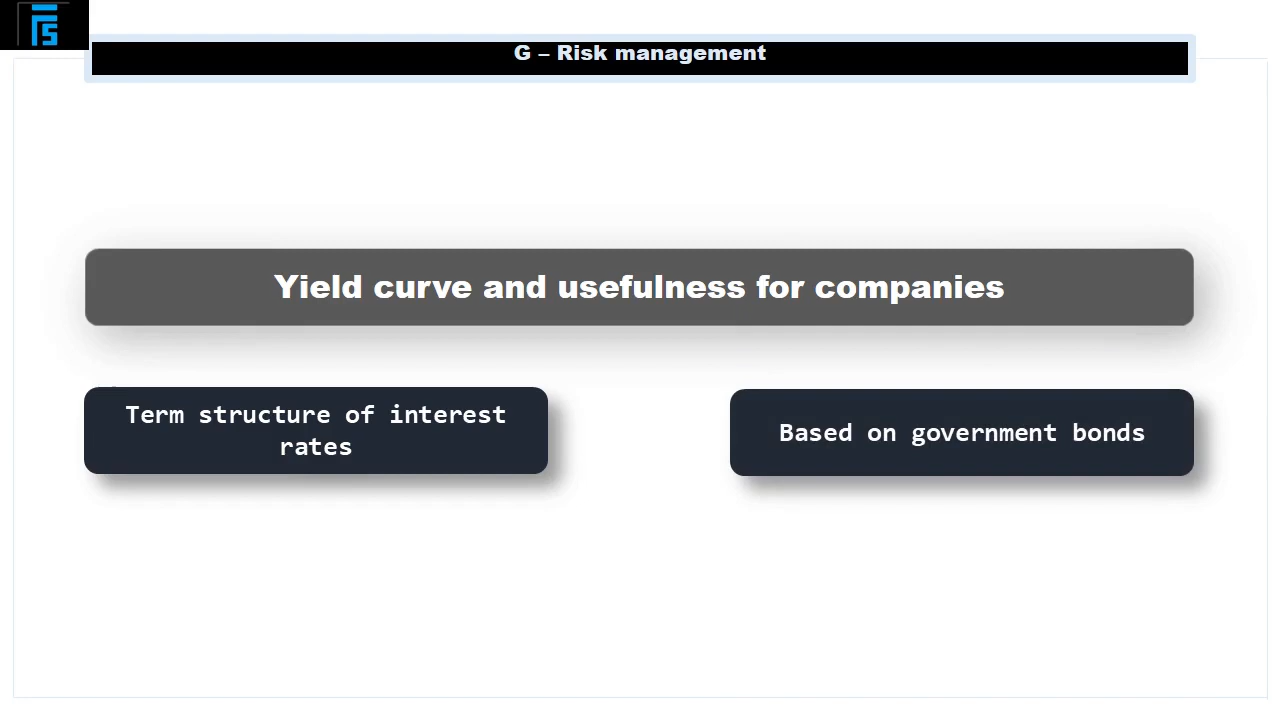 G – Risk management
Yield curve and usefulness for companies
Term structure of interest
rates
Based on government bonds